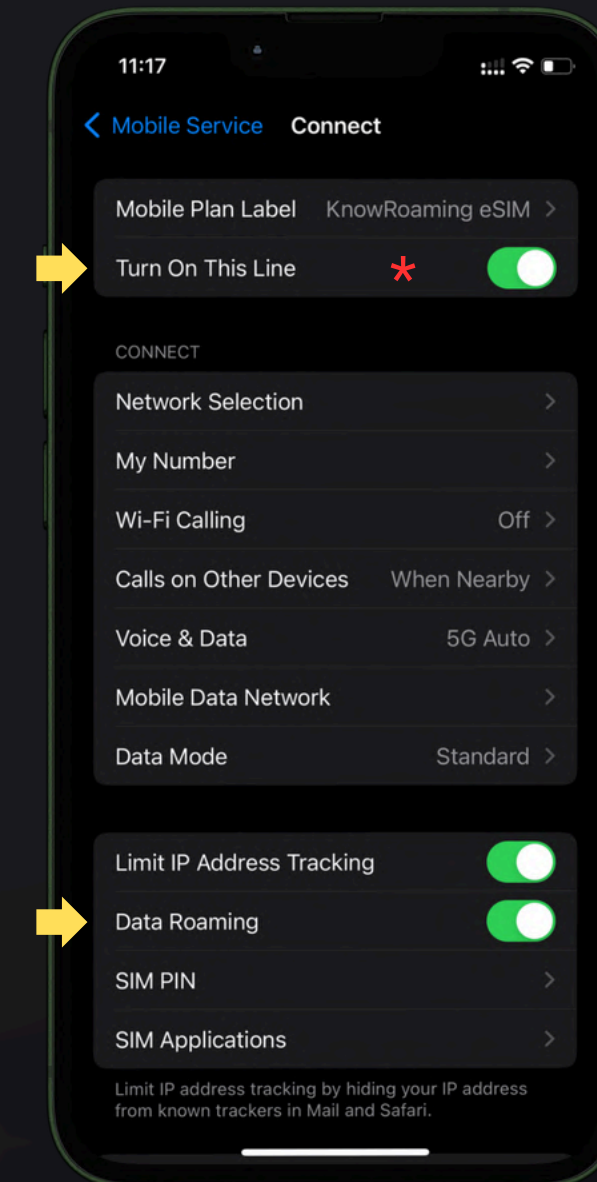 11:17
Mobile Service Connect
Mobile Plan Label KnowRoaming eSIM
Turn On This Line *
CONNECT
Network Selection
My Number
Wi-Fi Calling Off
Calls on Other Devices When Nearby
Voice & Data 5G Auto
Mobile Data Network
Data Mode Standard
Limit IP Address Tracking
Data Roaming
SIM PIN
SIM Applications
Limit IP address tracking by hiding your IP address
from known trackers in Mail and Safari.